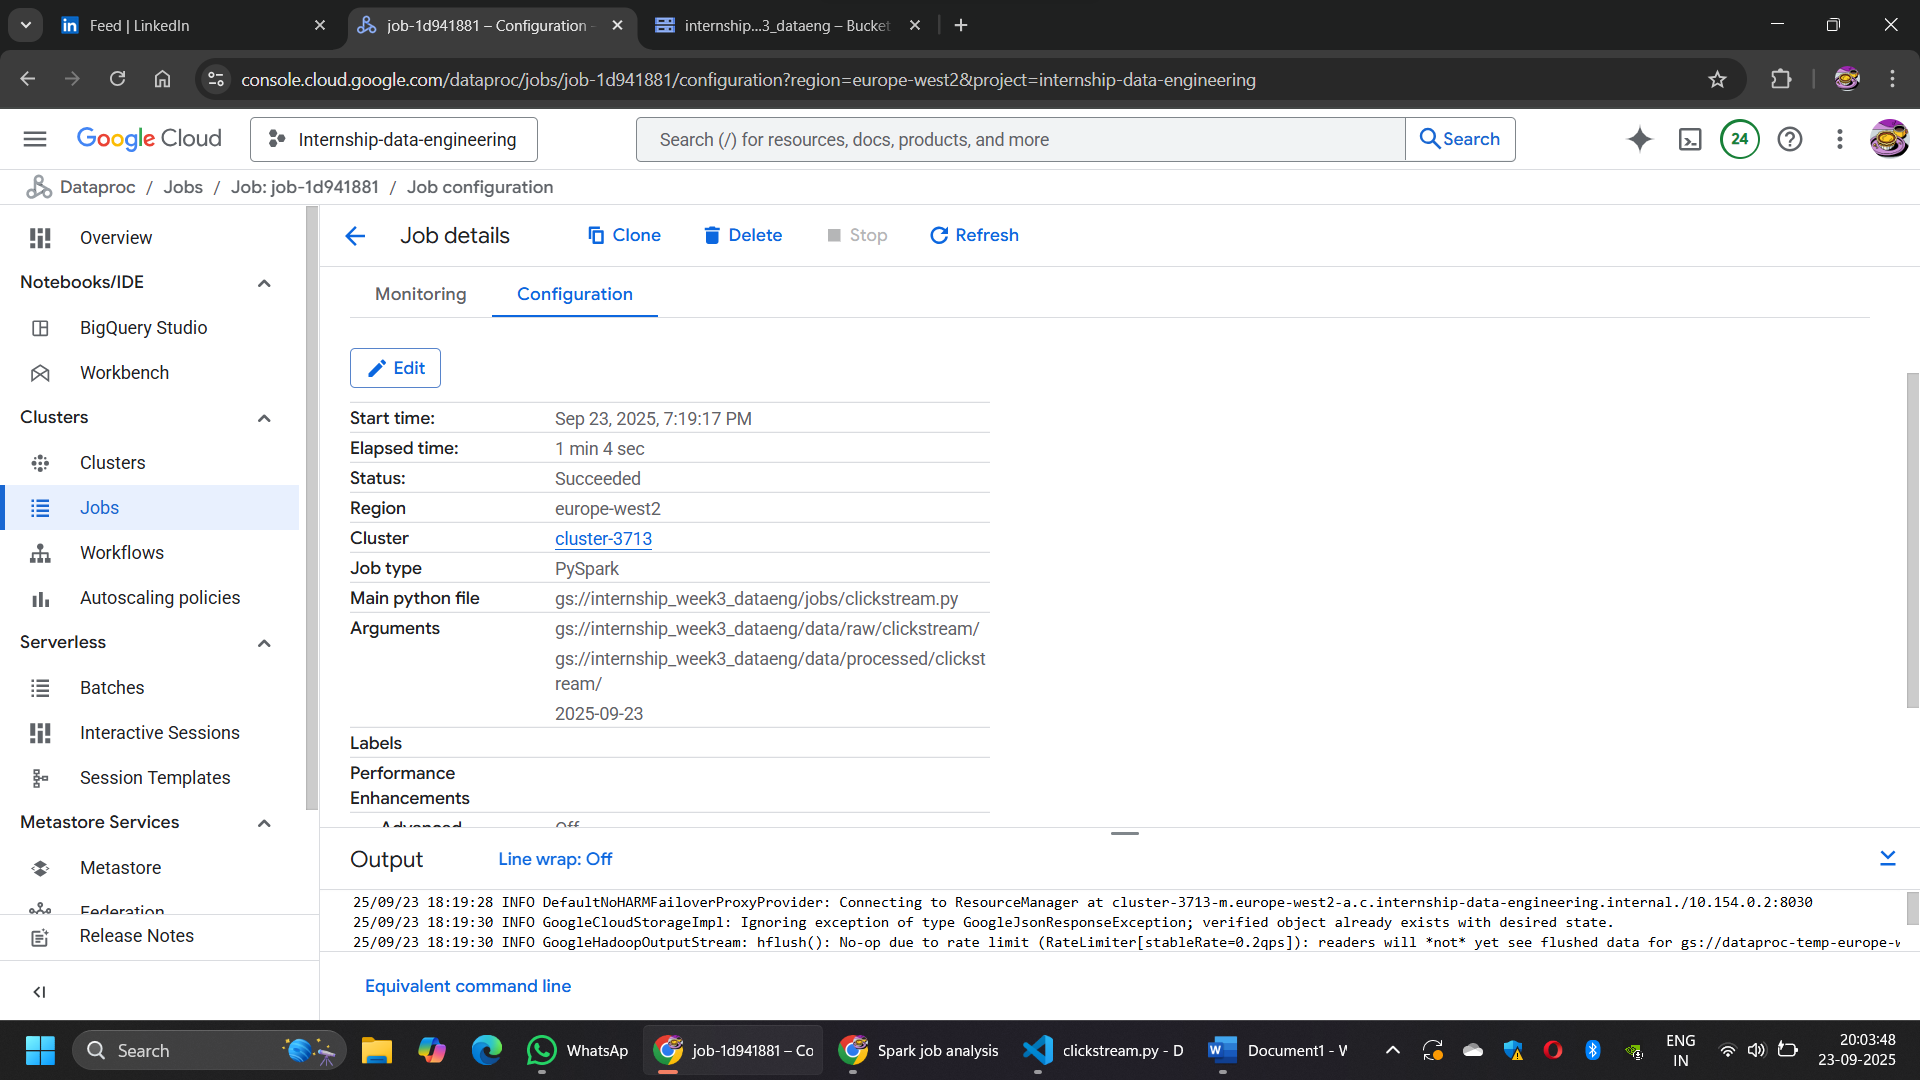 Feed | LinkedIn
job-1d941881 – Configuration -
internship...3_dataeng – Bucket
console.cloud.google.com/dataproc/jobs/job-1d941881/configuration?region=europe-west2&project=internship-data-engineering
Google Cloud
Internship-data-engineering
Search (/) for resources, docs, products, and more
Search
24
Dataproc / Jobs / Job: job-1d941881 / Job configuration
Overview
Notebooks/IDE
BigQuery Studio
Workbench
Clusters
Clusters
Jobs
Workflows
Autoscaling policies
Serverless
Batches
Interactive Sessions
Session Templates
Metastore Services
Metastore
Federation
Release Notes
Job details
Clone
Delete
Stop
Refresh
Monitoring
Configuration
Edit
Start time: Sep 23, 2025, 7:19:17 PM
Elapsed time: 1 min 4 sec
Status: Succeeded
Region europe-west2
Cluster cluster-3713
Job type PySpark
Main python file gs://internship_week3_dataeng/jobs/clickstream.py
Arguments gs://internship_week3_dataeng/data/raw/clickstream/
gs://internship_week3_dataeng/data/processed/clickst
ream/
2025-09-23
Labels
Performance
Enhancements
Advanced Off
Output
Line wrap: Off
25/09/23 18:19:28 INFO DefaultNoHARMFailoverProxyProvider: Connecting to ResourceManager at cluster-3713-m.europe-west2-a.c.internship-data-engineering.internal./10.154.0.2:8030
25/09/23 18:19:30 INFO GoogleCloudStorageImpl: Ignoring exception of type GoogleJsonResponseException; verified object already exists with desired state.
25/09/23 18:19:30 INFO GoogleHadoopOutputStream: hflush(): No-op due to rate limit (RateLimiter[stableRate=0.2qps]): readers will *not* yet see flushed data for gs://dataproc-temp-europe-w
Equivalent command line
Search
WhatsApp
job-1d941881 – Co
Spark job analysis
clickstream.py - D
Document1 - W
ENG
IN
20:03:48
23-09-2025